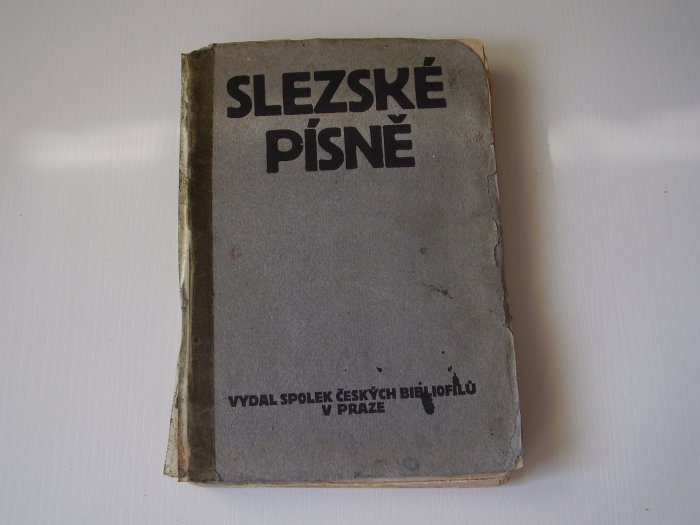 SLEZSKÉ
PÍSNĚ
VYDAL SPOLEK ČESKÝCH BIBLIOFILŮ
V PRAZE